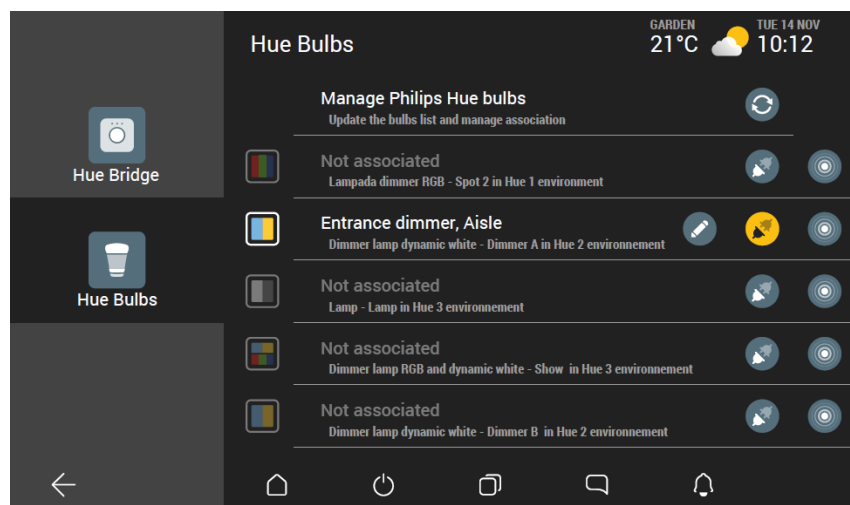 Hue Bulbs
GARDEN
21°C
TUE 14 NOV
10:12
Manage Philips Hue bulbs
Update the bulbs list and manage association
Hue Bridge
Not associated
Lampada dimmer RGB - Spot 2 in Hue 1 environment
Entrance dimmer, Aisle
Dimmer lamp dynamic white - Dimmer A in Hue 2 environnement
Hue Bulbs
Not associated
Lamp - Lamp in Hue 3 environnement
Not associated
Dimmer lamp RGB and dynamic white - Show in Hue 3 environnement
Not associated
Dimmer lamp dynamic white - Dimmer B in Hue 2 environnement